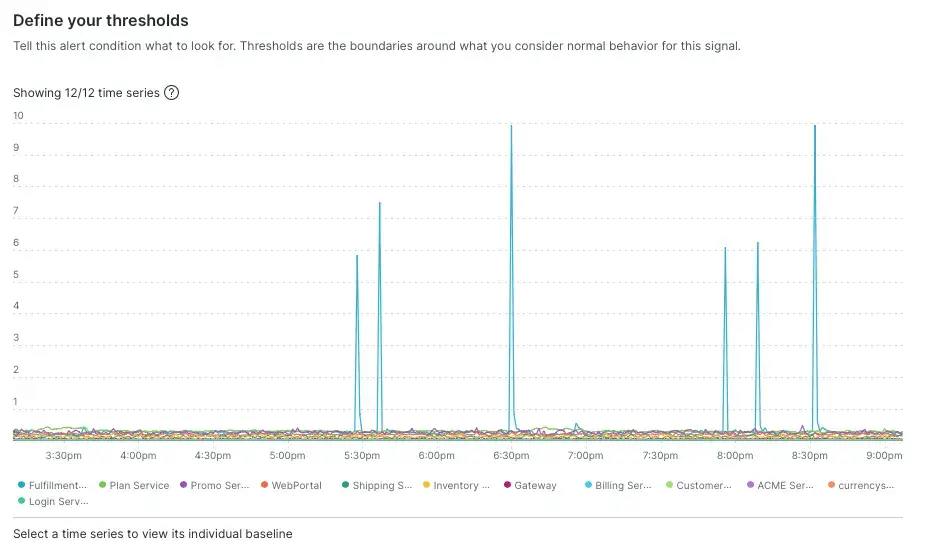 Define your thresholds
Tell this alert condition what to look for. Thresholds are the boundaries around what you consider normal behavior for this signal.
Showing 12/12 time series ?
10
9
8
7
6
5
4
3
2
1
3:30pm 4:00pm 4:30pm 5:00pm 5:30pm 6:00pm 6:30pm 7:00pm 7:30pm 8:00pm 8:30pm 9:00pm
Fulfillment... Plan Service Promo Ser... WebPortal Shipping S... Inventory ... Gateway Billing Ser... Customer... ACME Ser... currencys...
Login Serv...
Select a time series to view its individual baseline